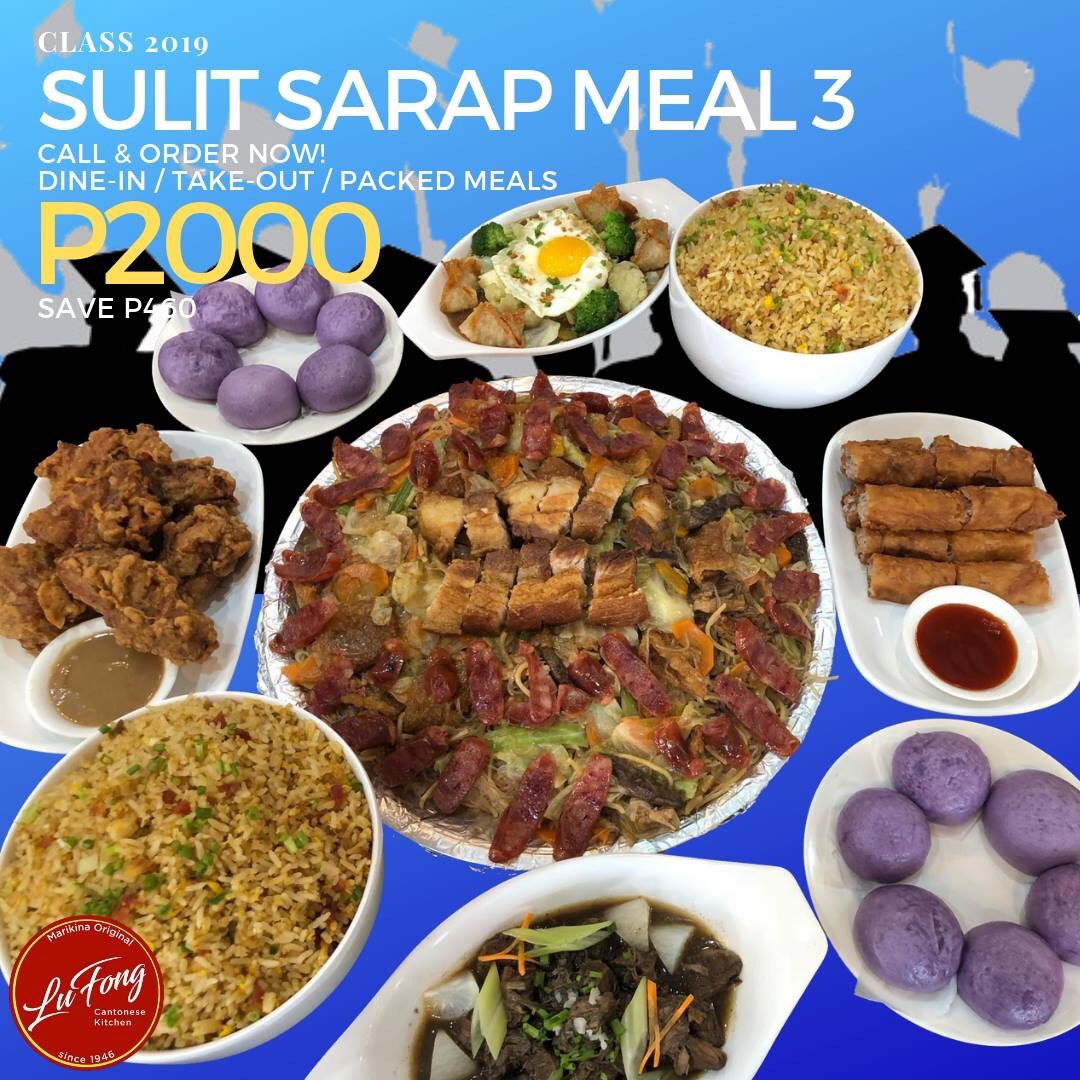 CLASS 2019
SULIT SARAP MEAL 3
CALL & ORDER NOW!
DINE-IN / TAKE-OUT / PACKED MEALS
P2000
SAVE P460
Marikina Original
Lu Fong
Cantonese
Kitchen
since 1946